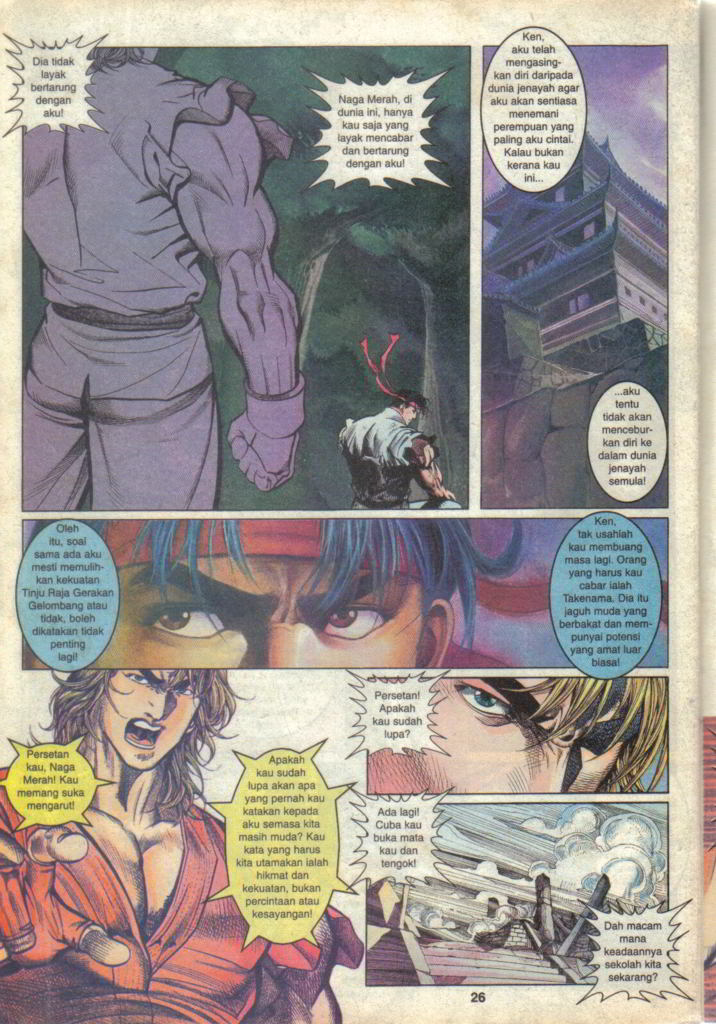 Dia tidak
layak
bertarung
dengan
aku!
Naga Merah, di
dunia ini, hanya
kau saja yang
layak mencabar
dan bertarung
dengan aku!
Ken,
aku telah
mengasing-
kan diri daripada
dunia jenayah agar
aku akan sentiasa
menemani
perempuan yang
paling aku cintai.
Kalau bukan
kerana kau
ini...
...aku
tentu
tidak akan
mencebur-
kan diri ke
dalam dunia
jenayah
semula!
Oleh
itu, soal
sama ada aku
mesti memulih-
kan kekuatan
Tinju Raja Gerakan
Gelombang atau
tidak, boleh
dikatakan tidak
penting
lagi!
Ken,
tak usahlah
kau membuang
masa lagi. Orang
yang harus kau
cabar ialah
Takenama. Dia itu
jaguh muda yang
berbakat dan mem-
punyai potensi
yang amat luar
biasa!
Persetan
kau, Naga
Merah! Kau
memang suka
mengarut!
Apakah
kau sudah
lupa akan apa
yang pernah kau
katakan kepada
aku semasa kita
masih muda? Kau
kata yang harus
kita utamakan ialah
hikmat dan
kekuatan, bukan
percintaan atau
kesayangan!
Persetan!
Apakah
kau sudah
lupa?
Ada lagi!
Cuba kau
buka mata
kau dan
tengok!
Dah macam
mana
keadaannya
sekolah kita
sekarang?
26